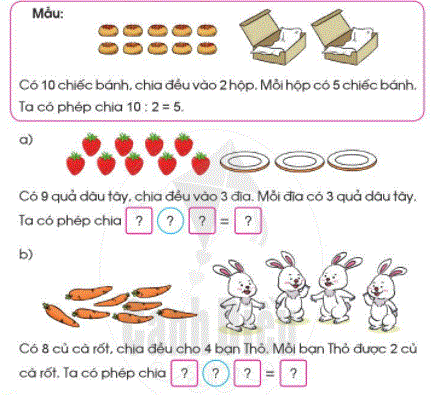 Mẫu:
Có 10 chiếc bánh, chia đều vào 2 hộp. Mỗi hộp có 5 chiếc bánh.
Ta có phép chia 10 : 2 = 5.
a)
Có 9 quả dâu tây, chia đều vào 3 đĩa. Mỗi đĩa có 3 quả dâu tây.
Ta có phép chia ? ? ? = ?
b)
Có 8 củ cà rốt, chia đều cho 4 bạn Thỏ. Mỗi bạn Thỏ được 2 củ
cà rốt. Ta có phép chia ? ? ? = ?